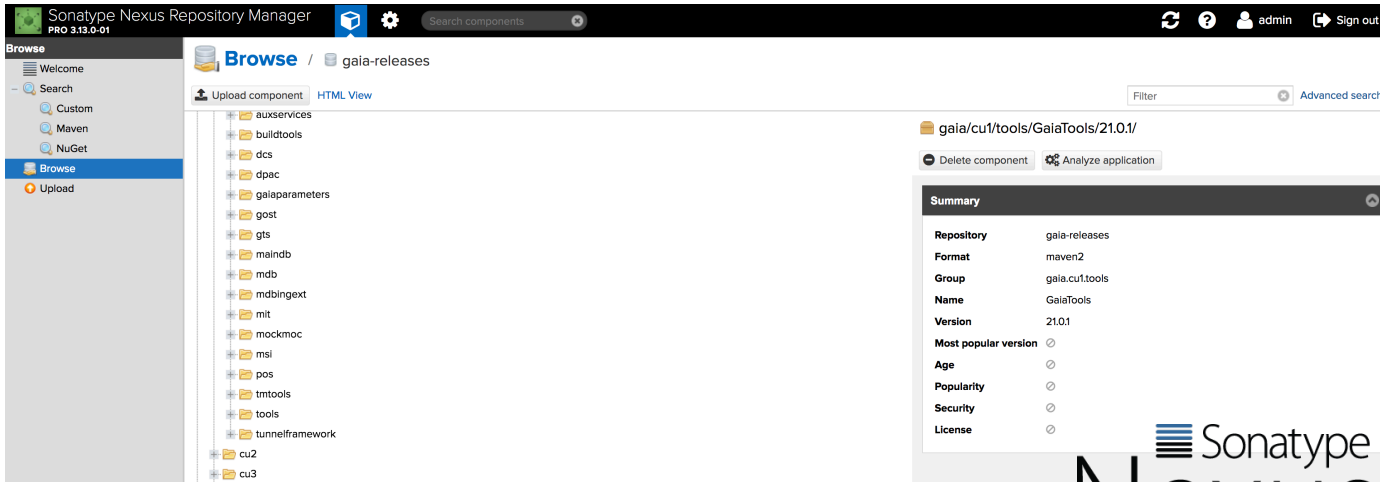 Sonatype Nexus Repository Manager
PRO 3.13.0-01
Search components
admin
Sign out
Browse
Welcome
Search
Custom
Maven
NuGet
Browse
Upload
Browse / gaia-releases
Upload component
HTML View
Filter
Advanced search
auxservices
buildtools
dcs
dpac
gaiaparameters
gost
gts
maindb
mdb
mdbingext
mit
mockmoc
msi
pos
tmtools
tools
tunnelframework
cu2
cu3
gaia/cu1/tools/GaiaTools/21.0.1/
Delete component
Analyze application
Summary
Repository gaia-releases
Format maven2
Group gaia.cu1.tools
Name GaiaTools
Version 21.0.1
Most popular version
Age
Popularity
Security
License
Sonatype